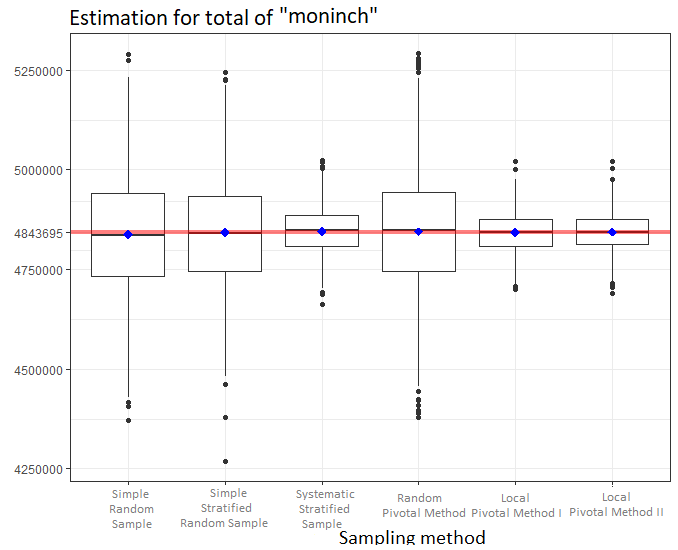 Estimation for total of "moninch"
5250000
5000000
4843695
4750000
4500000
4250000
Simple
Random
Sample
Simple
Stratified
Random Sample
Systematic
Stratified
Sample
Random
Pivotal Method
Local
Pivotal Method I
Local
Pivotal Method II
Sampling method